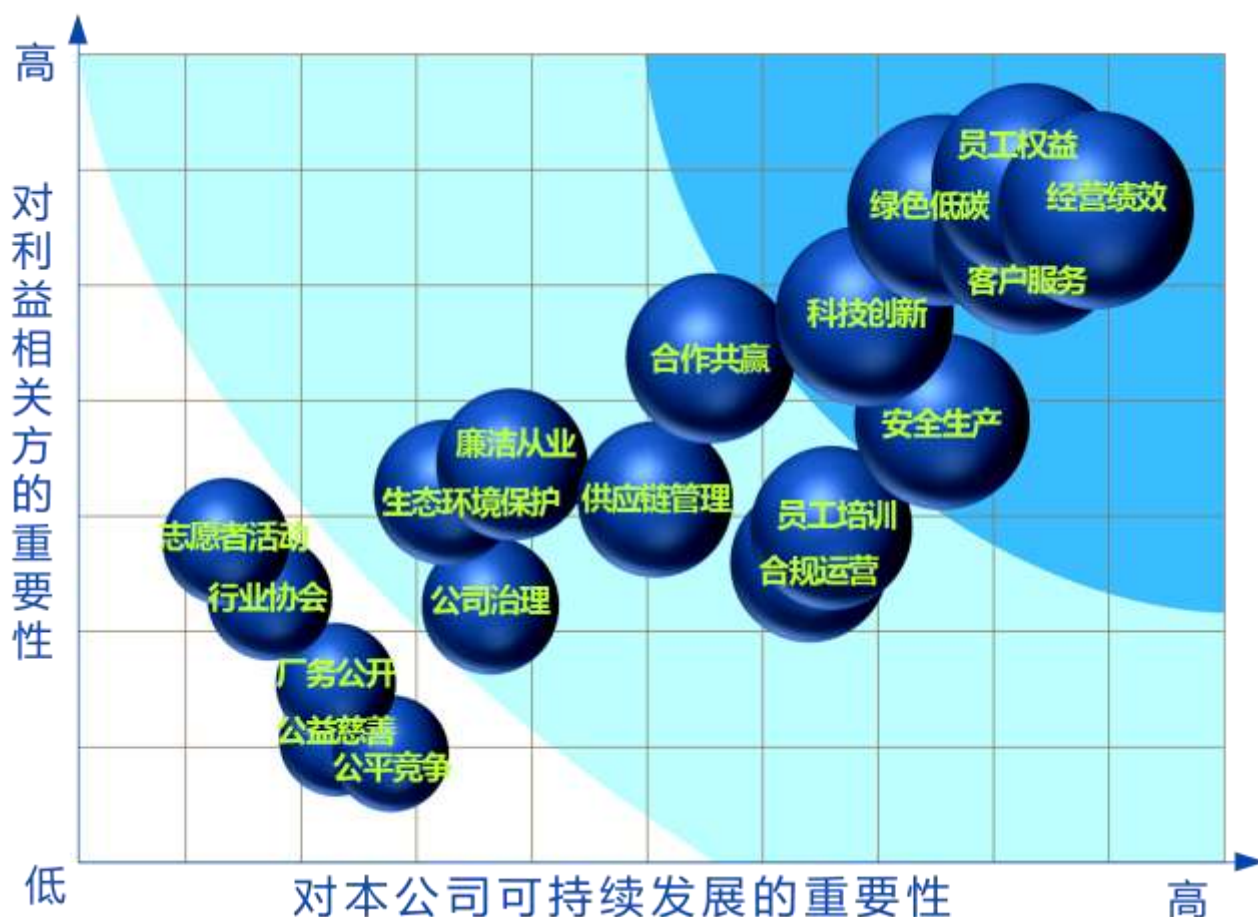 高
对利益相关方的重要性
员工权益
经营绩效
绿色低碳
客户服务
科技创新
合作共赢
安全生产
廉洁从业
生态环境保护
供应链管理
员工培训
志愿者活动
合规运营
行业协会
公司治理
厂务公开
公益慈善
公平竞争
低
对本公司可持续发展的重要性
高